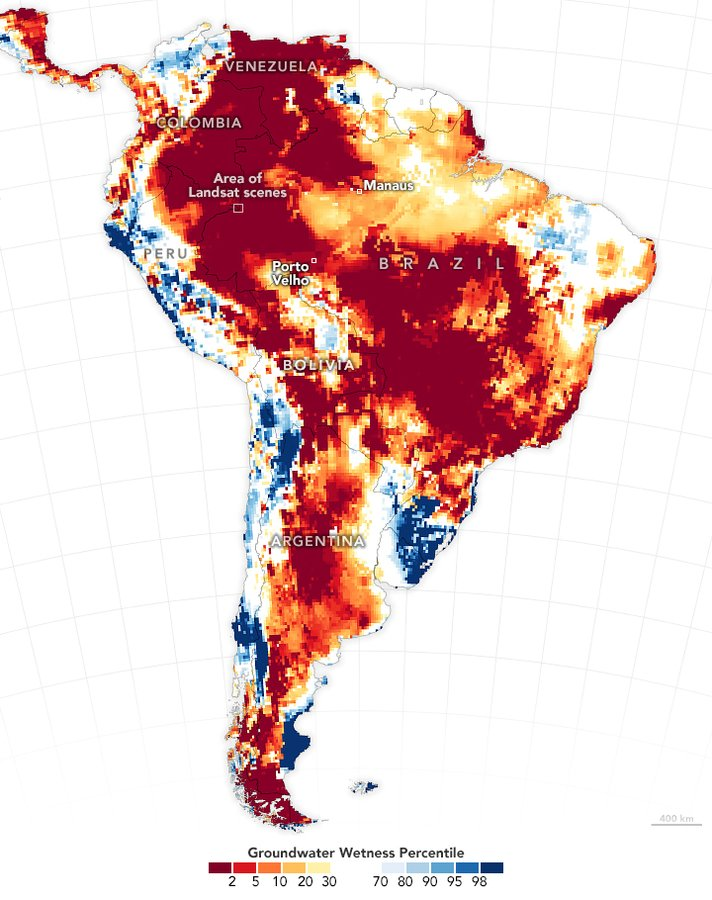 VENEZUELA
COLOMBIA
Area of
Landsat scenes
Manaus
PERU
BRAZIL
Porto
Velho
BOLIVIA
ARGENTINA
400 km
Groundwater Wetness Percentile
2 5 10 20 30 70 80 90 95 98